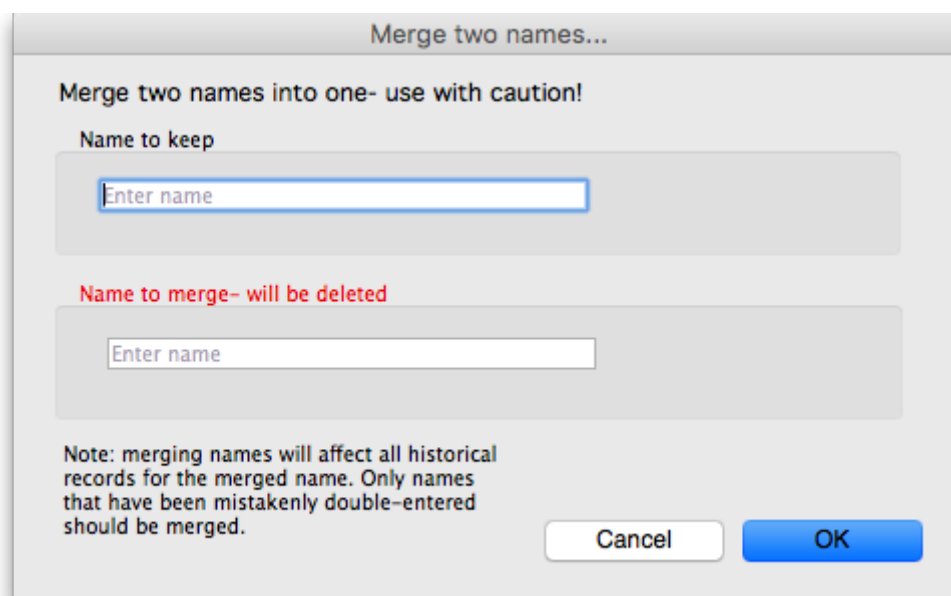 Merge two names...
Merge two names into one- use with caution!
Name to keep
Enter name
Name to merge– will be deleted
Enter name
Note: merging names will affect all historical
records for the merged name. Only names
that have been mistakenly double–entered
should be merged.
Cancel
OK